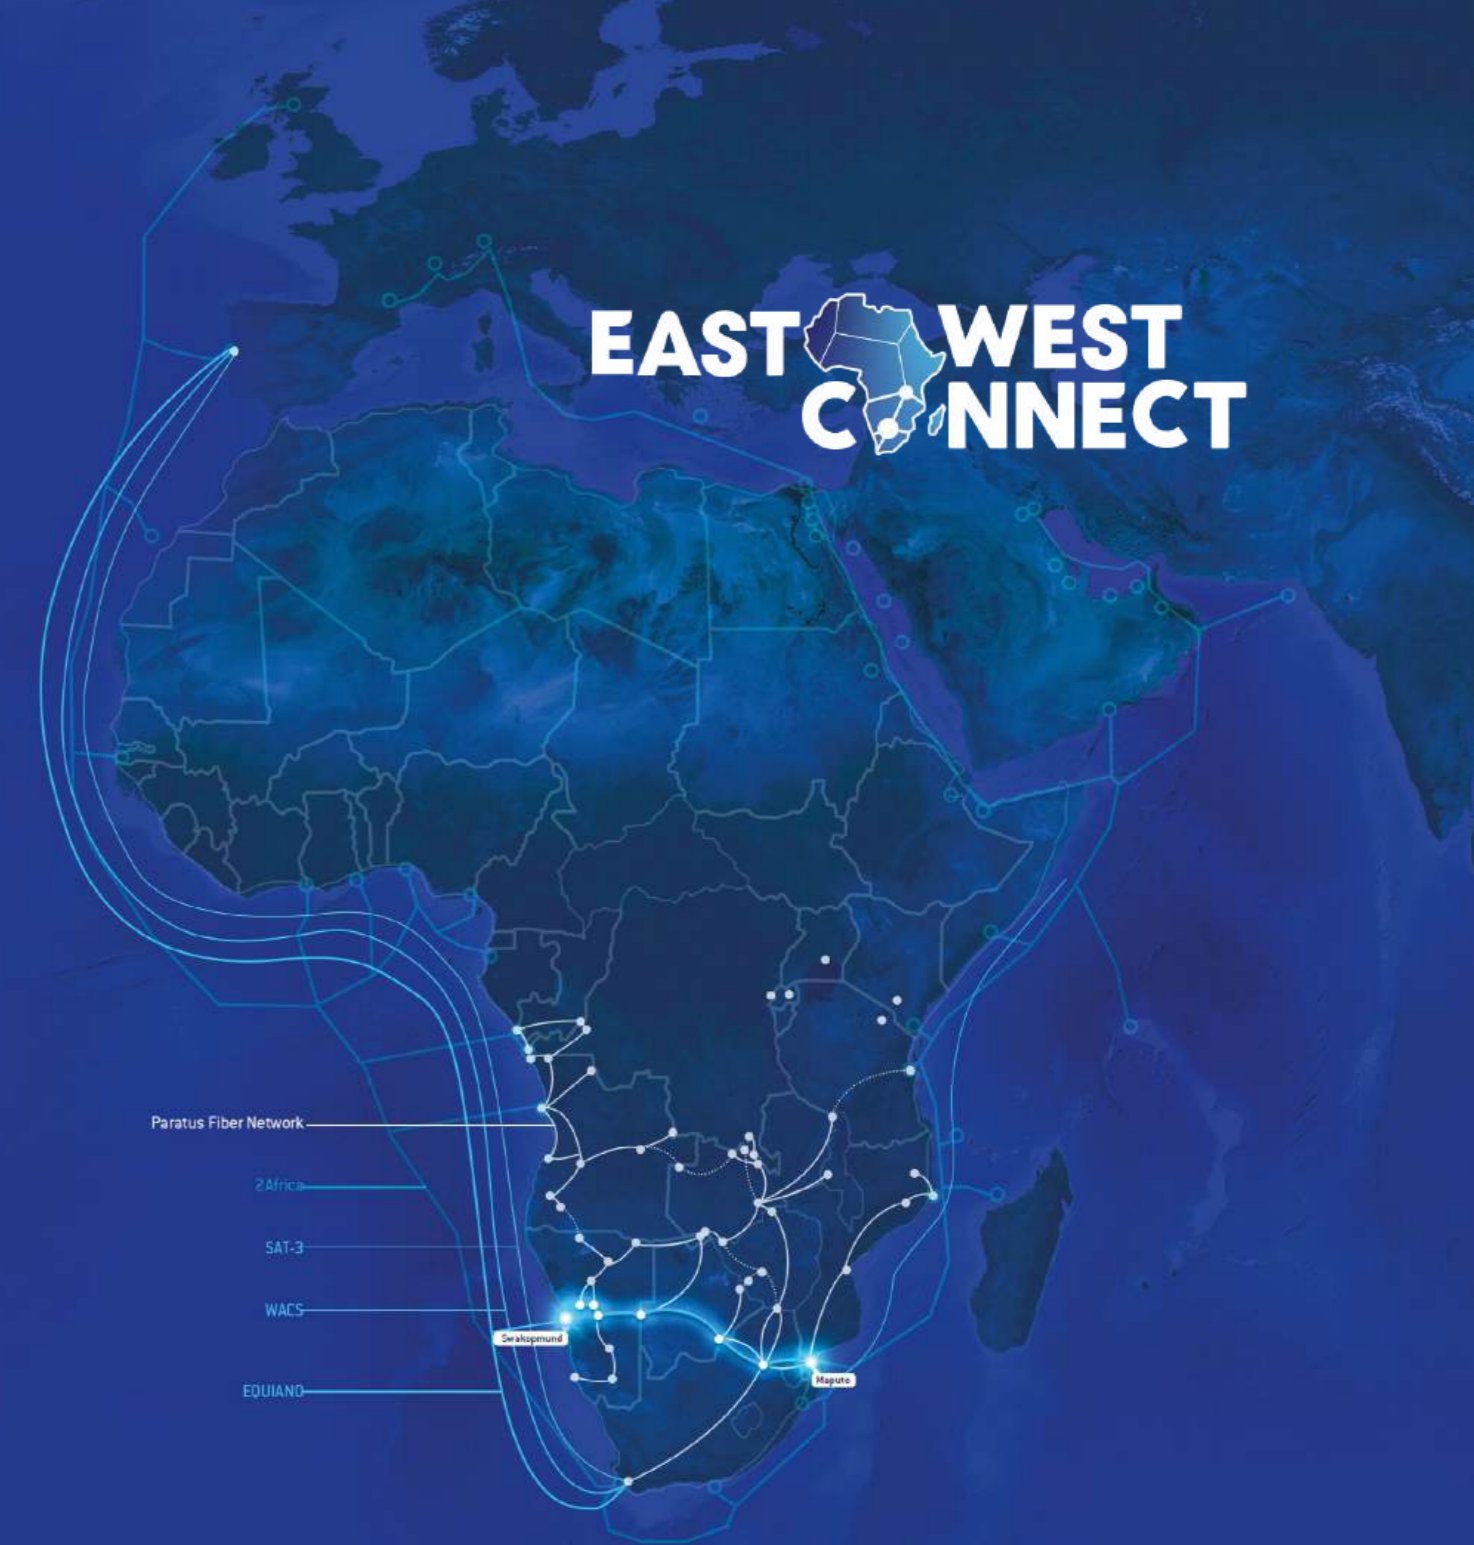 EAST WEST
CONNECT
Paratus Fiber Network
2Africa
SAT-3
WACS
Swakopmund
Maputo
EQUIANO